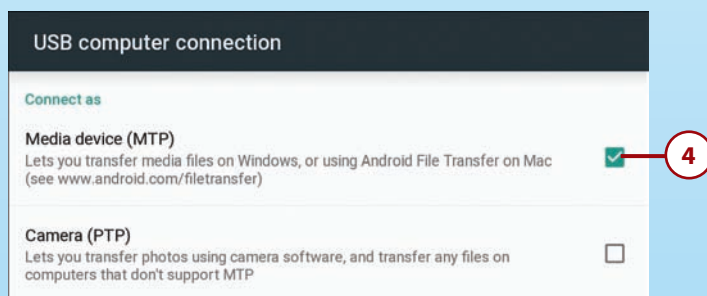 USB computer connection
Connect as
Media device (MTP)
Lets you transfer media files on Windows, or using Android File Transfer on Mac
(see www.android.com/filetransfer)
4
Camera (PTP)
Lets you transfer photos using camera software, and transfer any files on
computers that don't support MTP